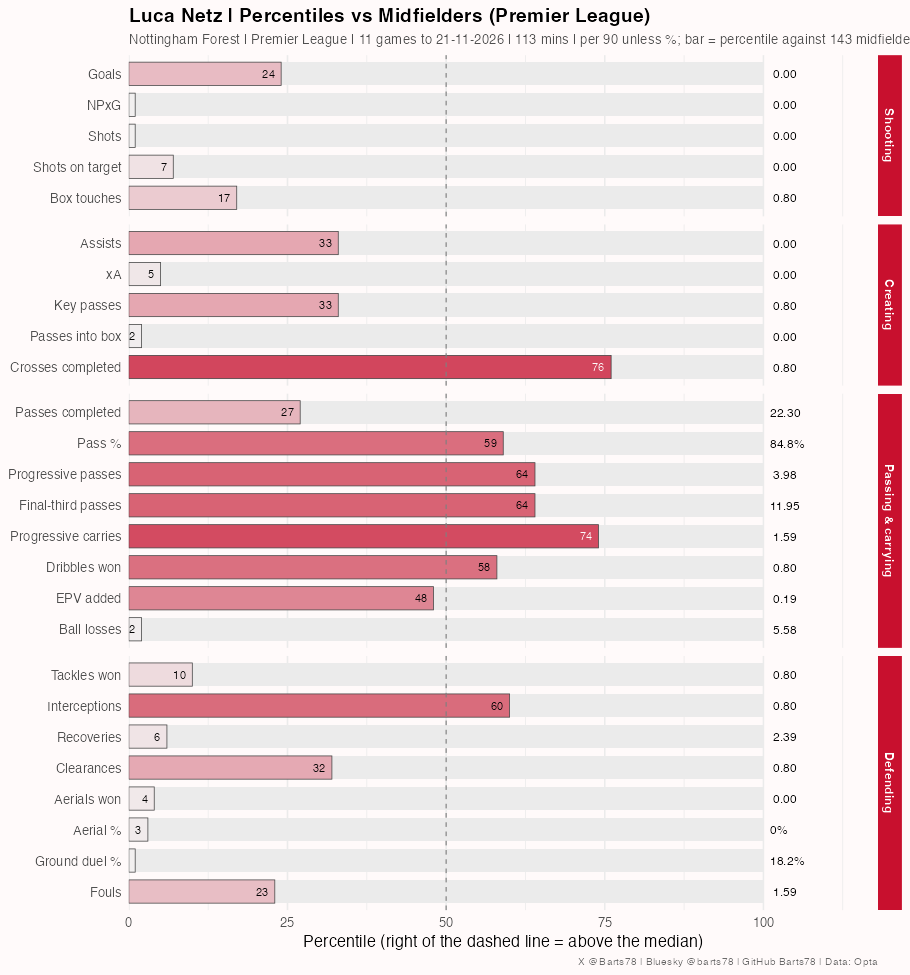 Luca Netz | Percentiles vs Midfielders (Premier League)
Nottingham Forest | Premier League | 11 games to 21-11-2026 | 113 mins | per 90 unless %; bar = percentile against 143 midfielde
Shooting
Goals 24 0.00
NPxG 0.00
Shots 0.00
Shots on target 7 0.00
Box touches 17 0.80
Creating
Assists 33 0.00
xA 5 0.00
Key passes 33 0.80
Passes into box 2 0.00
Crosses completed 76 0.80
Passing & carrying
Passes completed 27 22.30
Pass % 59 84.8%
Progressive passes 64 3.98
Final-third passes 64 11.95
Progressive carries 74 1.59
Dribbles won 58 0.80
EPV added 48 0.19
Ball losses 2 5.58
Defending
Tackles won 10 0.80
Interceptions 60 0.80
Recoveries 6 2.39
Clearances 32 0.80
Aerials won 4 0.00
Aerial % 3 0%
Ground duel % 18.2%
Fouls 23 1.59
0 25 50 75 100
Percentile (right of the dashed line = above the median)
X @Barts78 | Bluesky @barts78 | GitHub Barts78 | Data: Opta